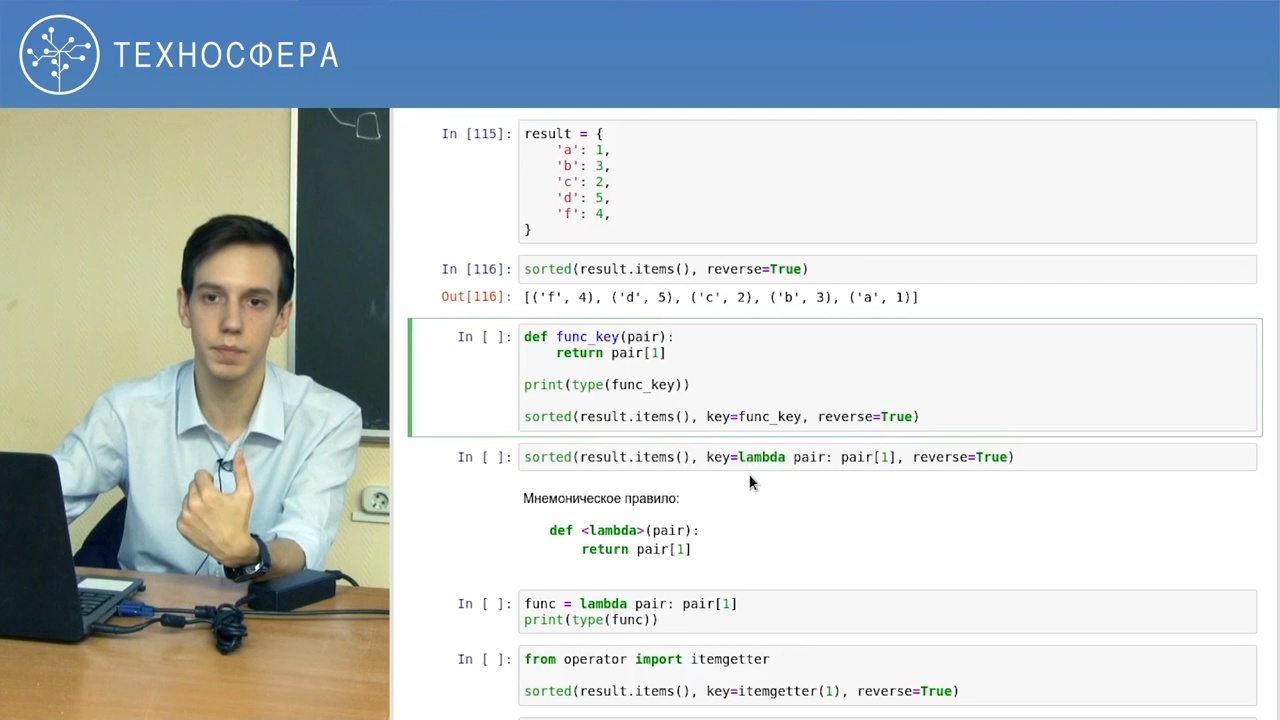 ТЕХНОСФЕРА
In [115]: result = {
    'a': 1,
    'b': 3,
    'c': 2,
    'd': 5,
    'f': 4,
}
In [116]: sorted(result.items(), reverse=True)
Out[116]: [('f', 4), ('d', 5), ('c', 2), ('b', 3), ('a', 1)]
In [ ]: def func_key(pair):
    return pair[1]
print(type(func_key))
sorted(result.items(), key=func_key, reverse=True)
In [ ]: sorted(result.items(), key=lambda pair: pair[1], reverse=True)
Мнемоническое правило:
def <lambda>(pair):
    return pair[1]
In [ ]: func = lambda pair: pair[1]
print(type(func))
In [ ]: from operator import itemgetter
sorted(result.items(), key=itemgetter(1), reverse=True)